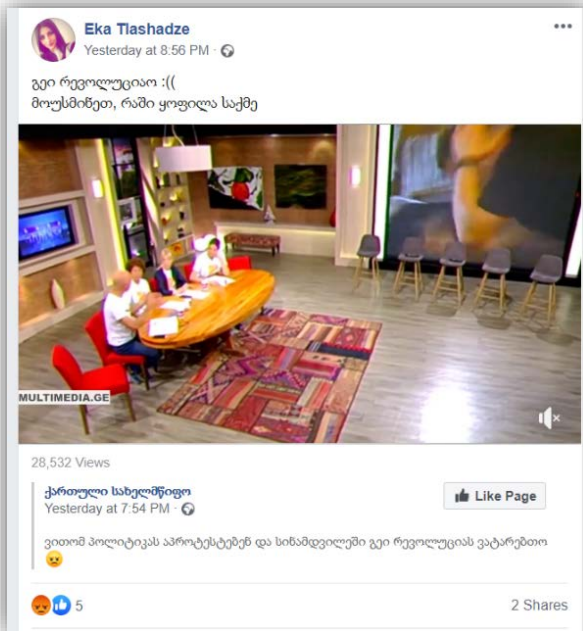 Eka Tlashadze
Yesterday at 8:56 PM ·
გეი რევოლუციაო :((
მოუსმინეთ, რაში ყოფილა საქმე
MULTIMEDIA.GE
28,532 Views
ქართული სახელმწიფო
Like Page
Yesterday at 7:54 PM ·
ვითომ პოლიტიკას აპროტესტებენ და სინამდვილეში გეი რევოლუციას ვატარებთო
5
2 Shares